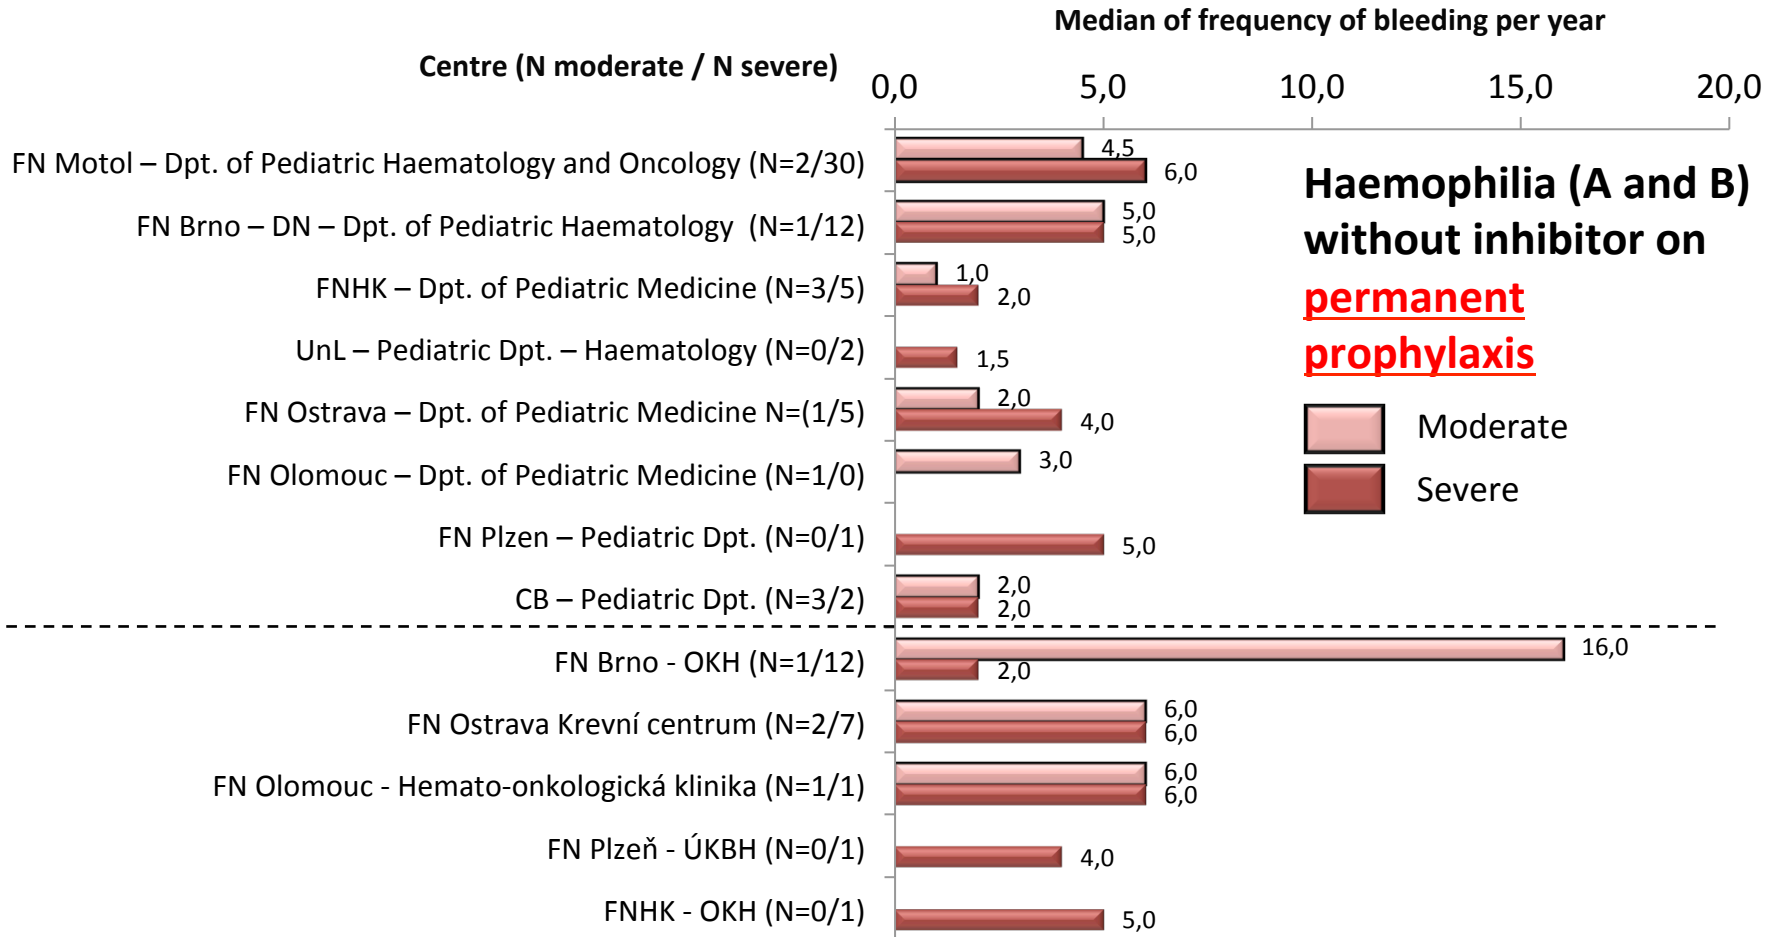 Median of frequency of bleeding per year
Centre (N moderate / N severe)
0,0 5,0 10,0 15,0 20,0
FN Motol – Dpt. of Pediatric Haematology and Oncology (N=2/30) 4,5
6,0
FN Brno – DN – Dpt. of Pediatric Haematology (N=1/12) 5,0
5,0
FNHK – Dpt. of Pediatric Medicine (N=3/5) 1,0
2,0
UnL – Pediatric Dpt. – Haematology (N=0/2) 1,5
FN Ostrava – Dpt. of Pediatric Medicine N=(1/5) 2,0
4,0
FN Olomouc – Dpt. of Pediatric Medicine (N=1/0) 3,0
FN Plzen – Pediatric Dpt. (N=0/1) 5,0
CB – Pediatric Dpt. (N=3/2) 2,0
2,0
FN Brno - OKH (N=1/12) 16,0
2,0
FN Ostrava Krevní centrum (N=2/7) 6,0
6,0
FN Olomouc - Hemato-onkologická klinika (N=1/1) 6,0
6,0
FN Plzeň - ÚKBH (N=0/1) 4,0
FNHK - OKH (N=0/1) 5,0
Haemophilia (A and B)
without inhibitor on
permanent
prophylaxis
Moderate
Severe